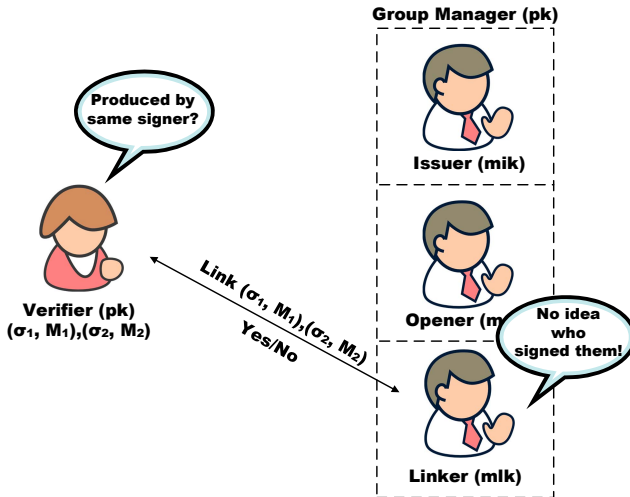 Group Manager (pk)
Produced by
same signer?
Issuer (mik)
Verifier (pk)
(σ₁, M₁),(σ₂, M₂)
Link (σ₁, M₁),(σ₂, M₂)
Yes/No
Opener (m
No idea
who
signed them!
Linker (mlk)